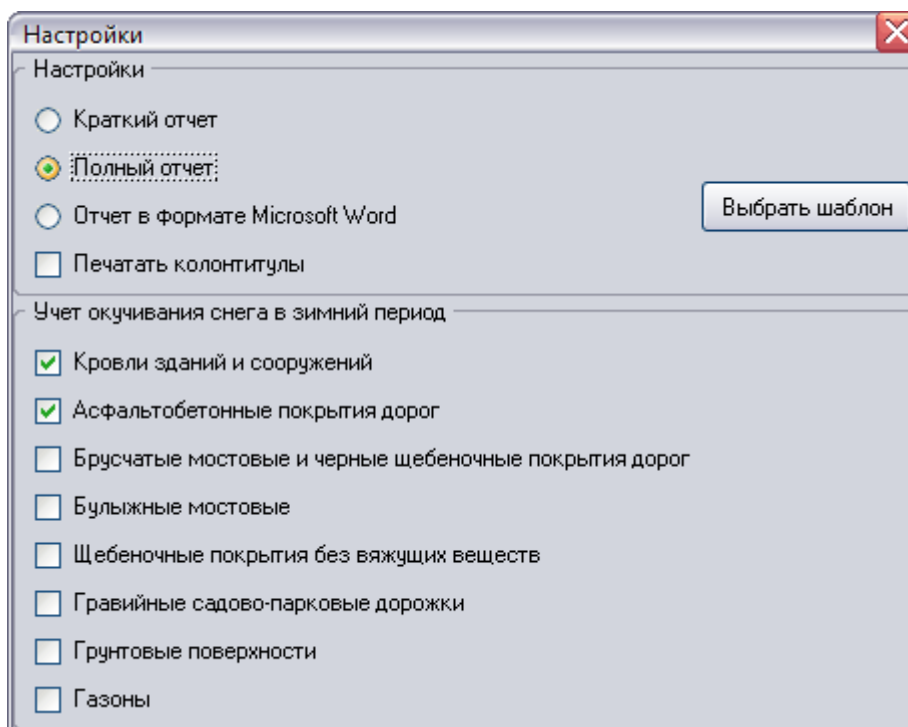 Настройки
Настройки
Краткий отчет
Полный отчет
Отчет в формате Microsoft Word
Выбрать шаблон
Печатать колонтитулы
Учет окучивания снега в зимний период
Кровли зданий и сооружений
Асфальтобетонные покрытия дорог
Брусчатые мостовые и черные щебеночные покрытия дорог
Булыжные мостовые
Щебеночные покрытия без вяжущих веществ
Гравийные садово-парковые дорожки
Грунтовые поверхности
Газоны